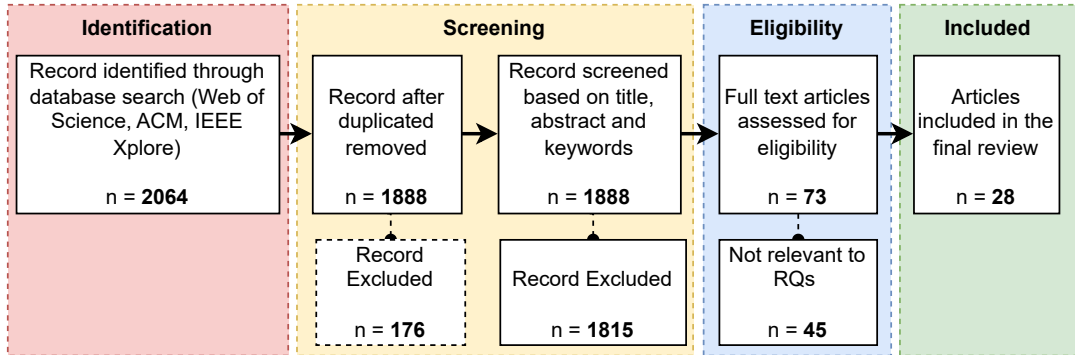 Identification
Record identified through
database search (Web of
Science, ACM, IEEE
Xplore)
n = 2064
Screening
Record after
duplicated
removed
n = 1888
Record
Excluded
n = 176
Record screened
based on title,
abstract and
keywords
n = 1888
Record Excluded
n = 1815
Eligibility
Full text articles
assessed for
eligibility
n = 73
Not relevant to
RQs
n = 45
Included
Articles
included in the
final review
n = 28